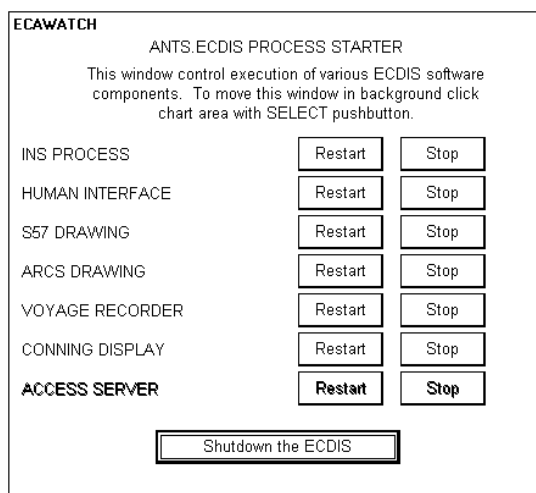 ECAWATCH
ANTS.ECDIS PROCESS STARTER
This window control execution of various ECDIS software
components. To move this window in background click
chart area with SELECT pushbutton.
INS PROCESS Restart Stop
HUMAN INTERFACE Restart Stop
S57 DRAWING Restart Stop
ARCS DRAWING Restart Stop
VOYAGE RECORDER Restart Stop
CONNING DISPLAY Restart Stop
ACCESS SERVER Restart Stop
Shutdown the ECDIS